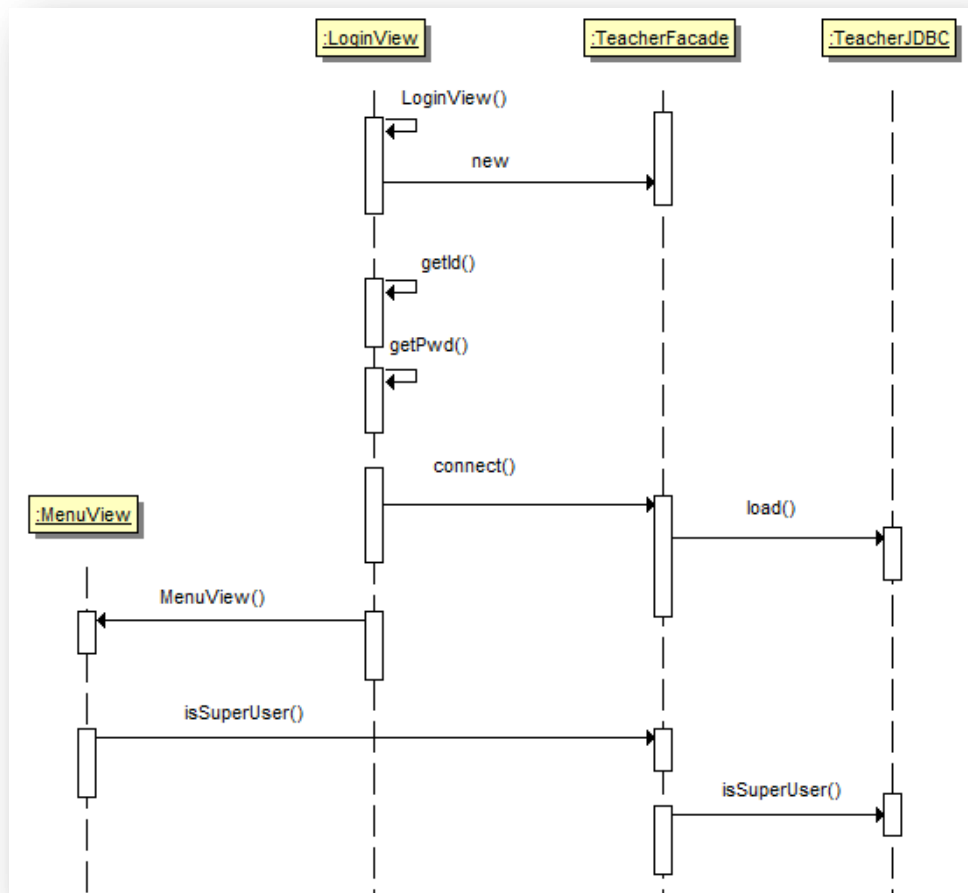 :LoginView
:TeacherFacade
:TeacherJDBC
LoginView()
new
getId()
getPwd()
connect()
:MenuView
load()
MenuView()
isSuperUser()
isSuperUser()